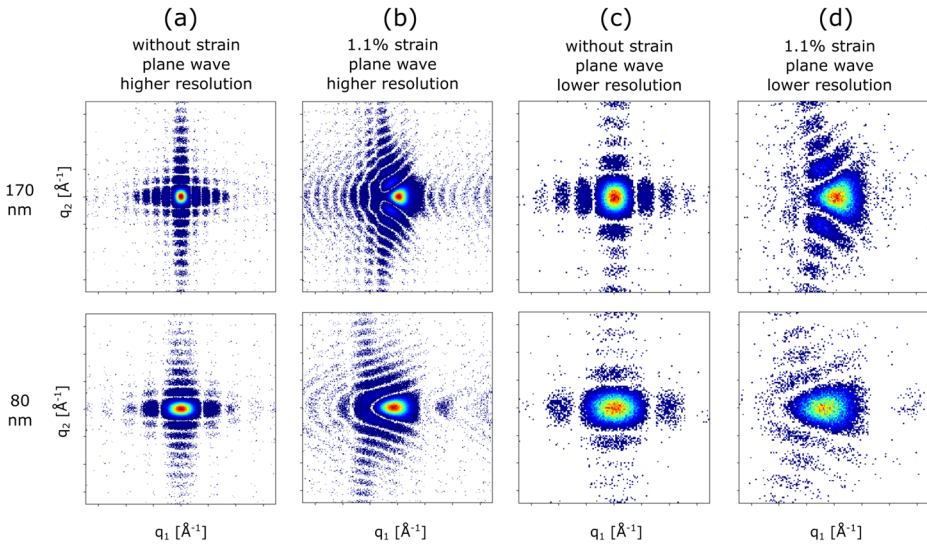 (a)
without strain
plane wave
higher resolution
(b)
1.1% strain
plane wave
higher resolution
(c)
without strain
plane wave
lower resolution
(d)
1.1% strain
plane wave
lower resolution
170
nm
q₂ [Å⁻¹]
80
nm
q₂ [Å⁻¹]
q₁ [Å⁻¹]
q₁ [Å⁻¹]
q₁ [Å⁻¹]
q₁ [Å⁻¹]